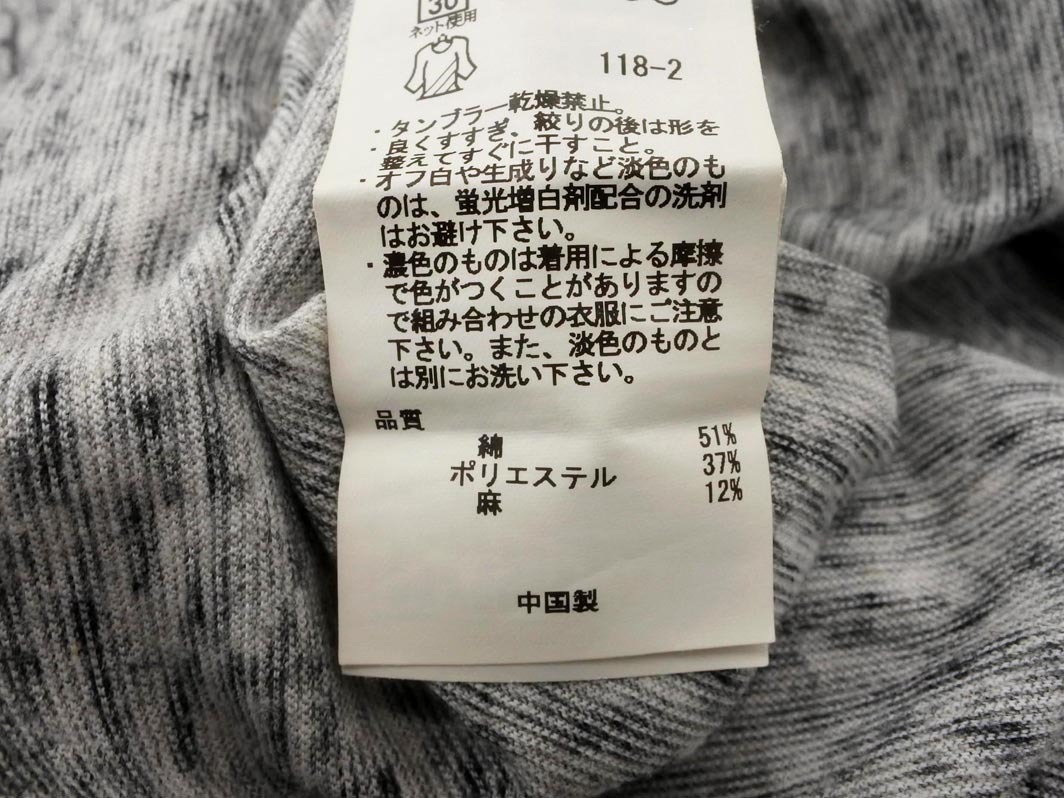 30
ネット使用
118-2
・タンブラー乾燥禁止。
・良くすすぎ、絞りの後は形を
整えてすぐに干すこと。
・オフ白や生成りなど淡色のも
のは、蛍光増白剤配合の洗剤
はお避け下さい。
・濃色のものは着用による摩擦
で色がつくことがありますの
で組み合わせの衣服にご注意
下さい。また、淡色のものと
は別にお洗い下さい。
品質
綿 51%
ポリエステル 37%
麻 12%
中国製